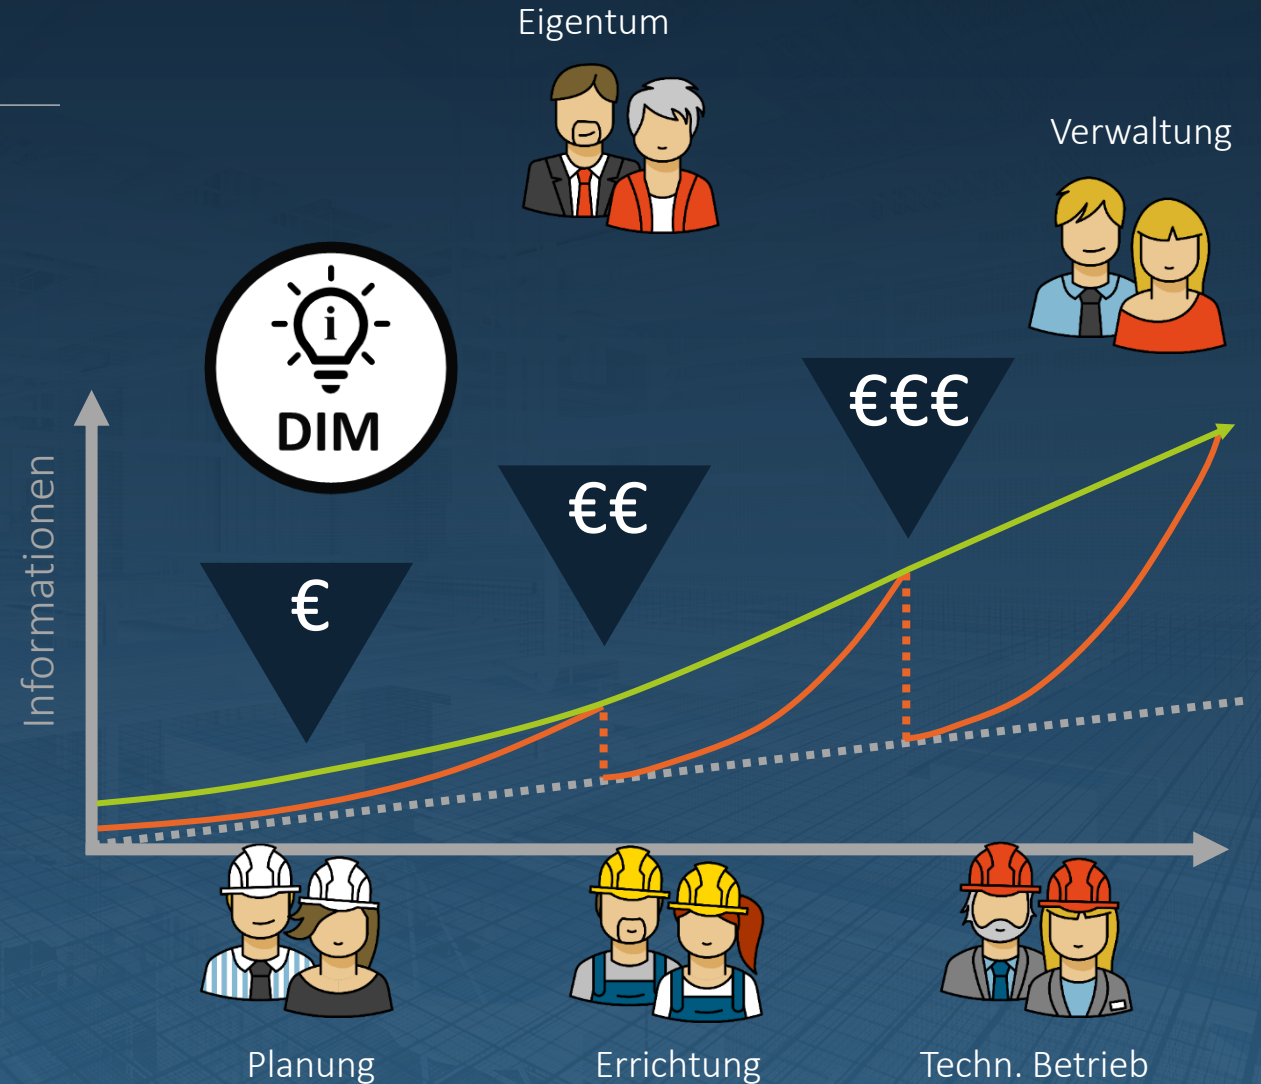 Eigentum
Verwaltung
i
DIM
€€€
€€
€
Informationen
Planung
Errichtung
Techn. Betrieb